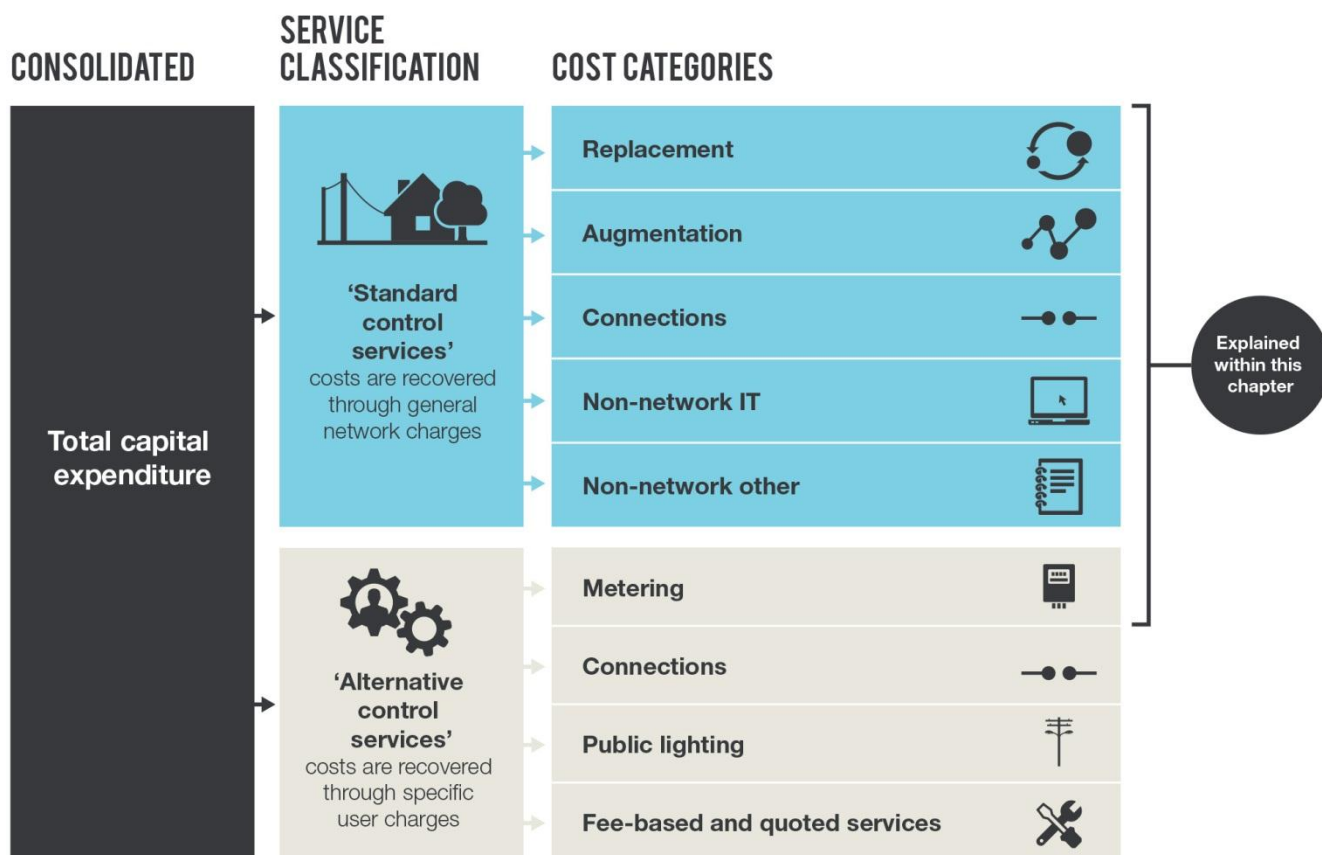 CONSOLIDATED
SERVICE
CLASSIFICATION
COST CATEGORIES
Total capital
expenditure
‘Standard
control
services’
costs are recovered
through general
network charges
Replacement
Augmentation
Connections
Non-network IT
Non-network other
‘Alternative
control
services’
costs are recovered
through specific
user charges
Metering
Connections
Public lighting
Fee-based and quoted services
Explained
within this
chapter